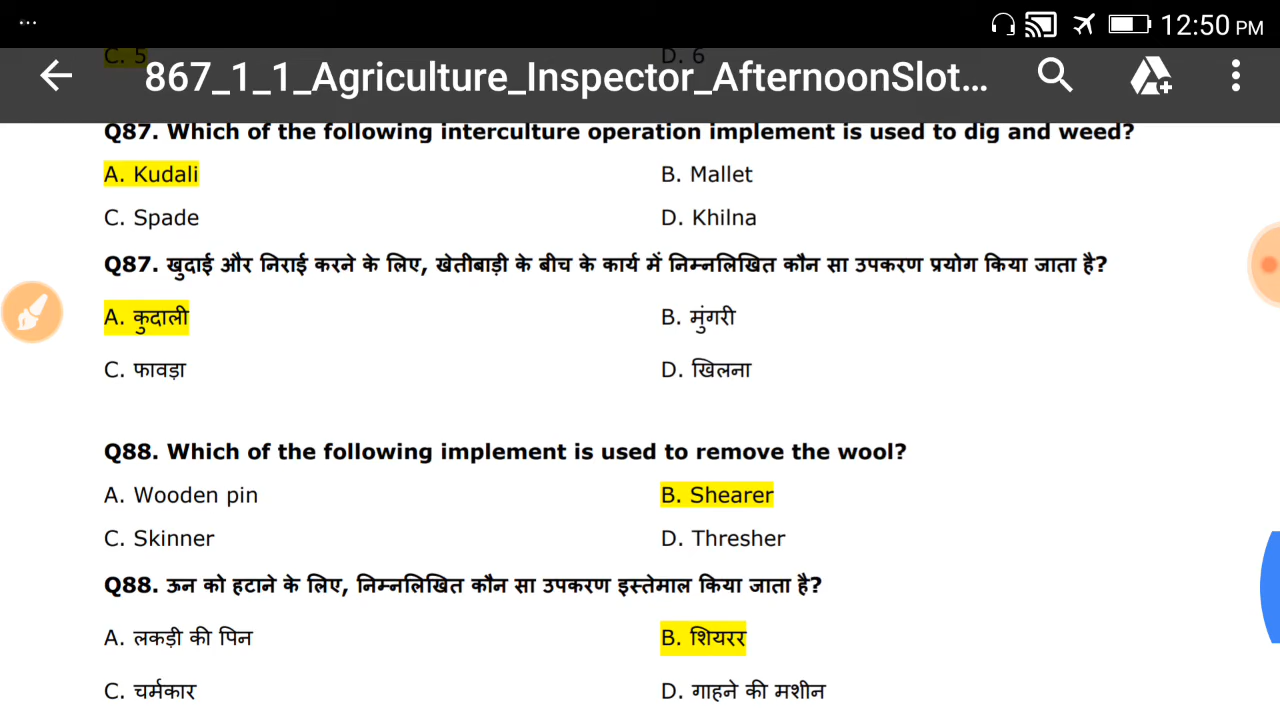 ... 12:50 PM
C. 5 D. 6
867_1_1_Agriculture_Inspector_AfternoonSlot...
Q87. Which of the following interculture operation implement is used to dig and weed?
A. Kudali B. Mallet
C. Spade D. Khilna
Q87. खुदाई और निराई करने के लिए, खेतीबाड़ी के बीच के कार्य में निम्नलिखित कौन सा उपकरण प्रयोग किया जाता है?
A. कुदाली B. मुंगरी
C. फावड़ा D. खिलना
Q88. Which of the following implement is used to remove the wool?
A. Wooden pin B. Shearer
C. Skinner D. Thresher
Q88. ऊन को हटाने के लिए, निम्नलिखित कौन सा उपकरण इस्तेमाल किया जाता है?
A. लकड़ी की पिन B. शियरर
C. चर्मकार D. गाहने की मशीन